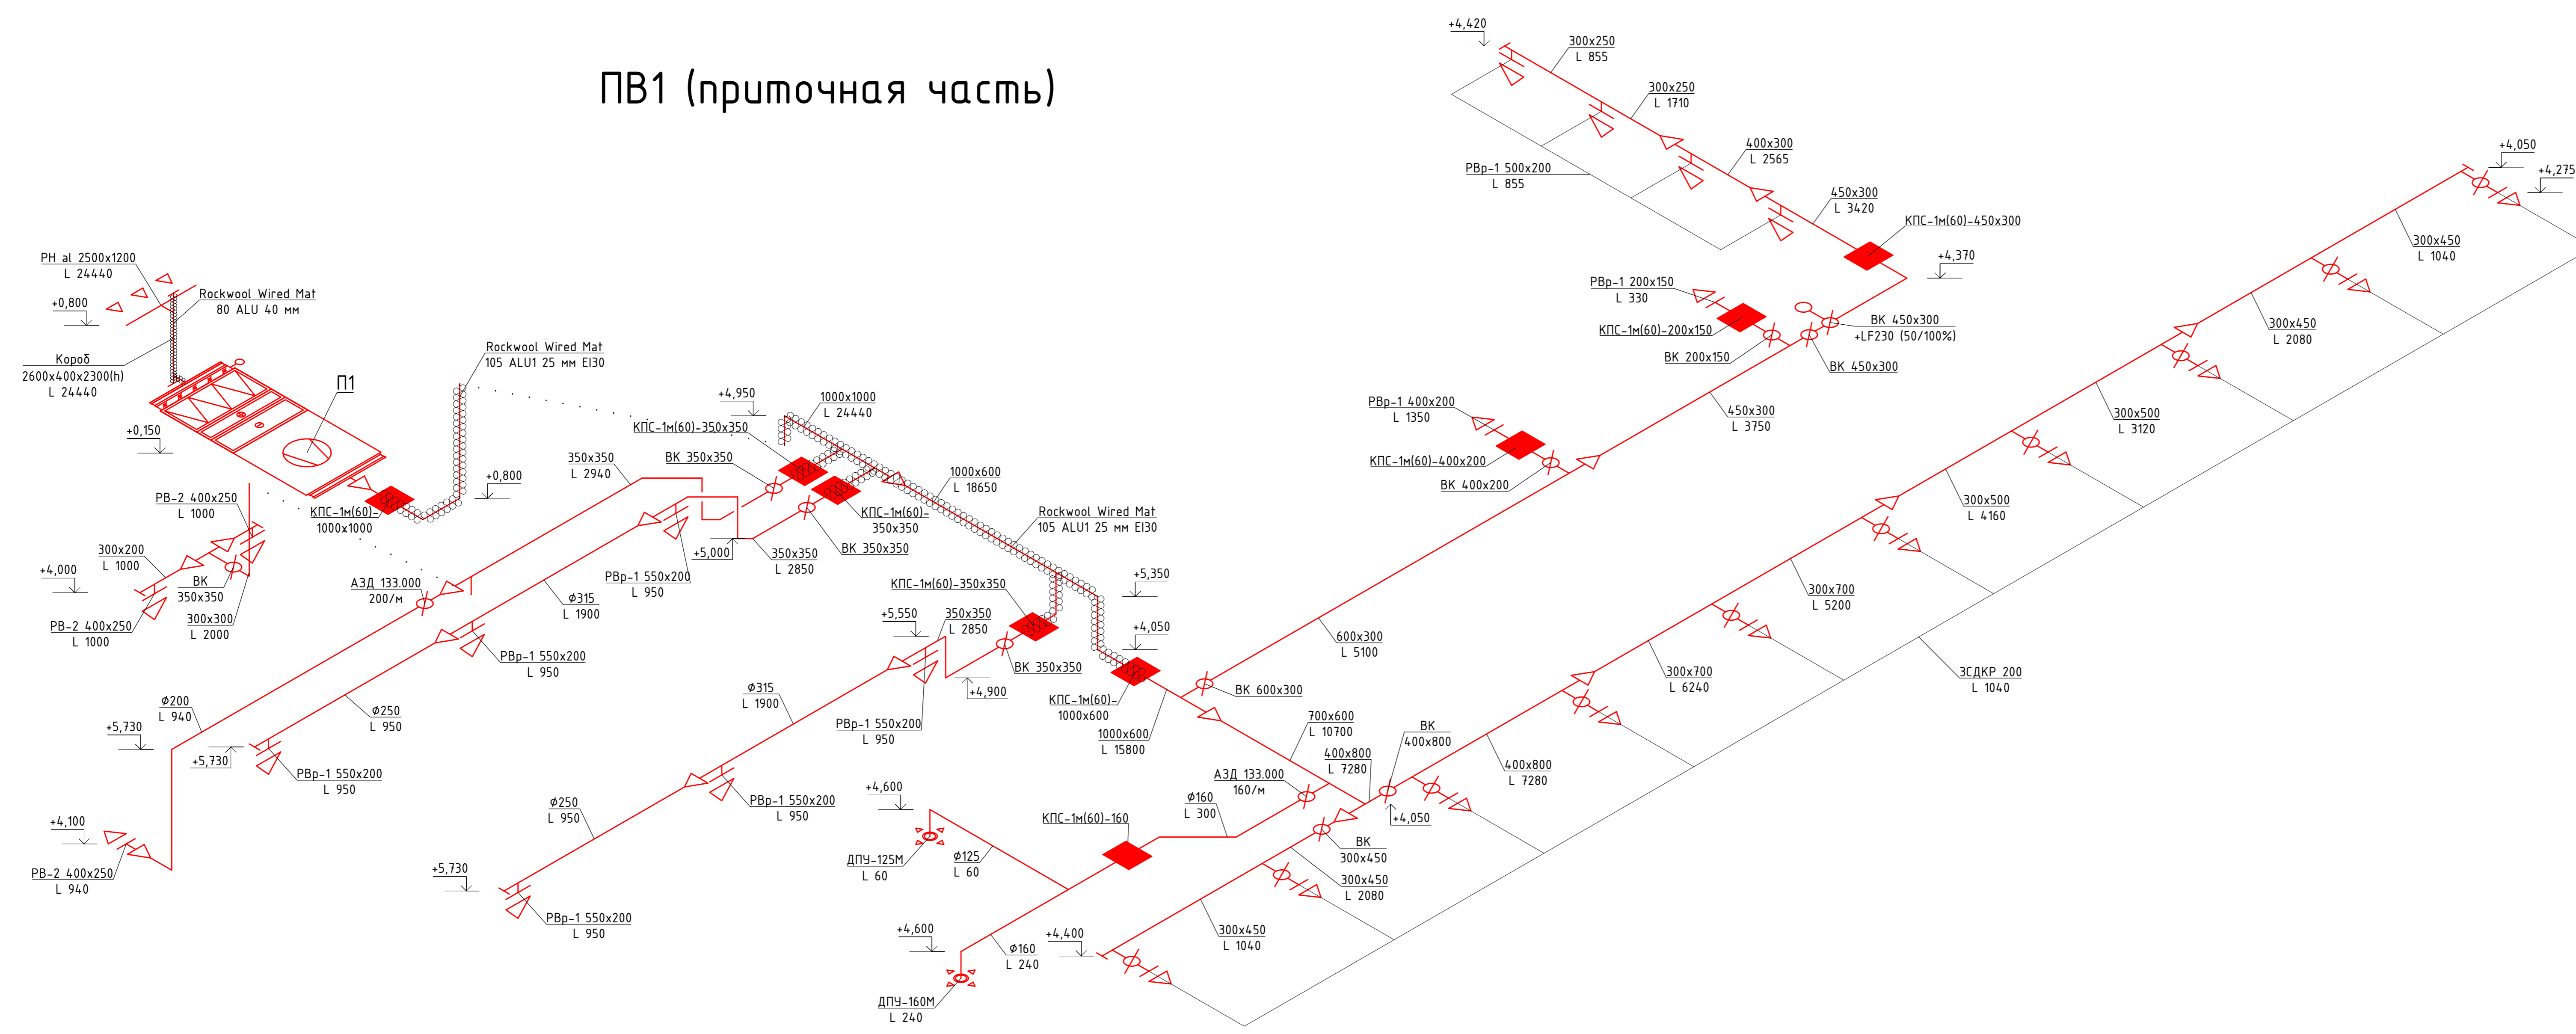 ПВ1 (приточная часть)
+4,420
300x250
L 855
300x250
L 1710
400x300
L 2565
РВр-1 500x200
L 855
450x300
L 3420
КПС-1м(60)-450x300
+4,370
+4,050
+4,275
300x450
L 1040
РН al 2500x1200
L 24440
+0,800
Rockwool Wired Mat
80 ALU 40 мм
Короб
2600x400x2300(h)
L 24440
П1
+0,150
Rockwool Wired Mat
105 ALU1 25 мм EI30
+0,800
КПС-1м(60)-
1000x1000
РВ-2 400x250
L 1000
300x200
L 1000
+4,000
ВК
350x350
РВ-2 400x250
L 1000
300x300
L 2000
АЗД 133.000
200/м
350x350
L 2940
ВК 350x350
КПС-1м(60)-350x350
+4,950
1000x1000
L 24440
1000x600
L 18650
КПС-1м(60)-
350x350
ВК 350x350
Rockwool Wired Mat
105 ALU1 25 мм EI30
+5,000
350x350
L 2850
РВр-1 550x200
L 950
ф315
L 1900
РВр-1 550x200
L 950
ф250
L 950
РВр-1 550x200
L 950
ф200
L 940
+5,730
+5,730
+4,100
РВ-2 400x250
L 940
КПС-1м(60)-350x350
+5,550
350x350
L 2850
ВК 350x350
+4,900
+5,350
+4,050
КПС-1м(60)-
1000x600
1000x600
L 15800
ф315
L 1900
РВр-1 550x200
L 950
РВр-1 550x200
L 950
ф250
L 950
+5,730
РВр-1 550x200
L 950
РВр-1 200x150
L 330
КПС-1м(60)-200x150
ВК 200x150
ВК 450x300
+LF230 (50/100%)
ВК 450x300
450x300
L 3750
РВр-1 400x200
L 1350
КПС-1м(60)-400x200
ВК 400x200
600x300
L 5100
ВК 600x300
700x600
L 10700
400x800
L 7280
ВК
400x800
+4,050
АЗД 133.000
160/м
ф160
L 300
КПС-1м(60)-160
+4,600
ДПУ-125М
L 60
ф125
L 60
+4,600
ф160
L 240
ДПУ-160М
L 240
ВК
300x450
300x450
L 2080
300x450
L 1040
+4,400
400x800
L 7280
300x700
L 6240
300x700
L 5200
300x500
L 4160
300x500
L 3120
300x450
L 2080
3СДКР 200
L 1040